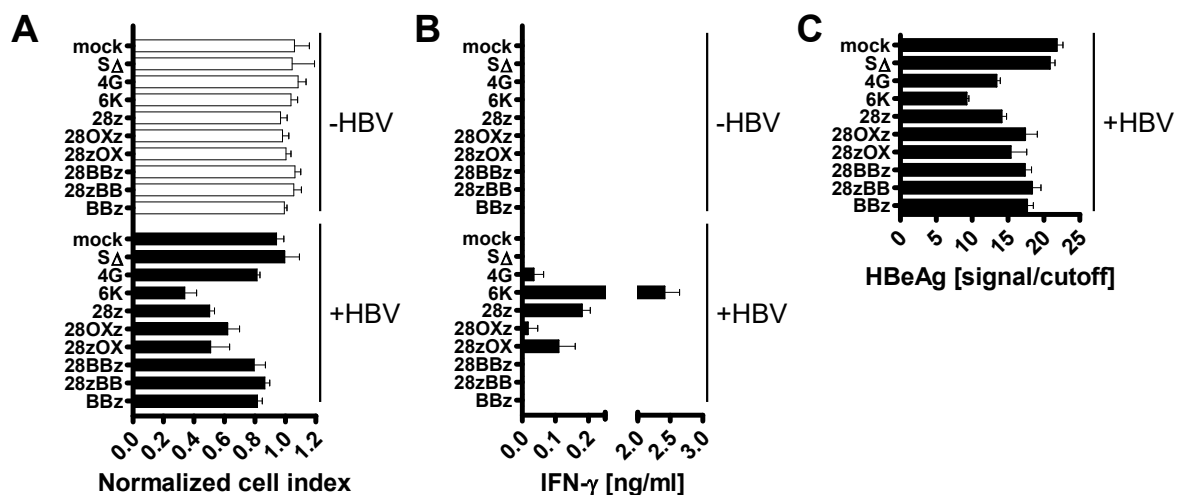 A
mock
SΔ
4G
6K
28z
28OXz
28zOX
28BBz
28zBB
BBz
-HBV
mock
SΔ
4G
6K
28z
28OXz
28zOX
28BBz
28zBB
BBz
+HBV
0.0 0.2 0.4 0.6 0.8 1.0 1.2
Normalized cell index
B
mock
SΔ
4G
6K
28z
28OXz
28zOX
28BBz
28zBB
BBz
-HBV
mock
SΔ
4G
6K
28z
28OXz
28zOX
28BBz
28zBB
BBz
+HBV
0.0 0.1 0.2 2.0 2.5 3.0
IFN-γ [ng/ml]
C
mock
SΔ
4G
6K
28z
28OXz
28zOX
28BBz
28zBB
BBz
+HBV
0 5 10 15 20 25
HBeAg [signal/cutoff]